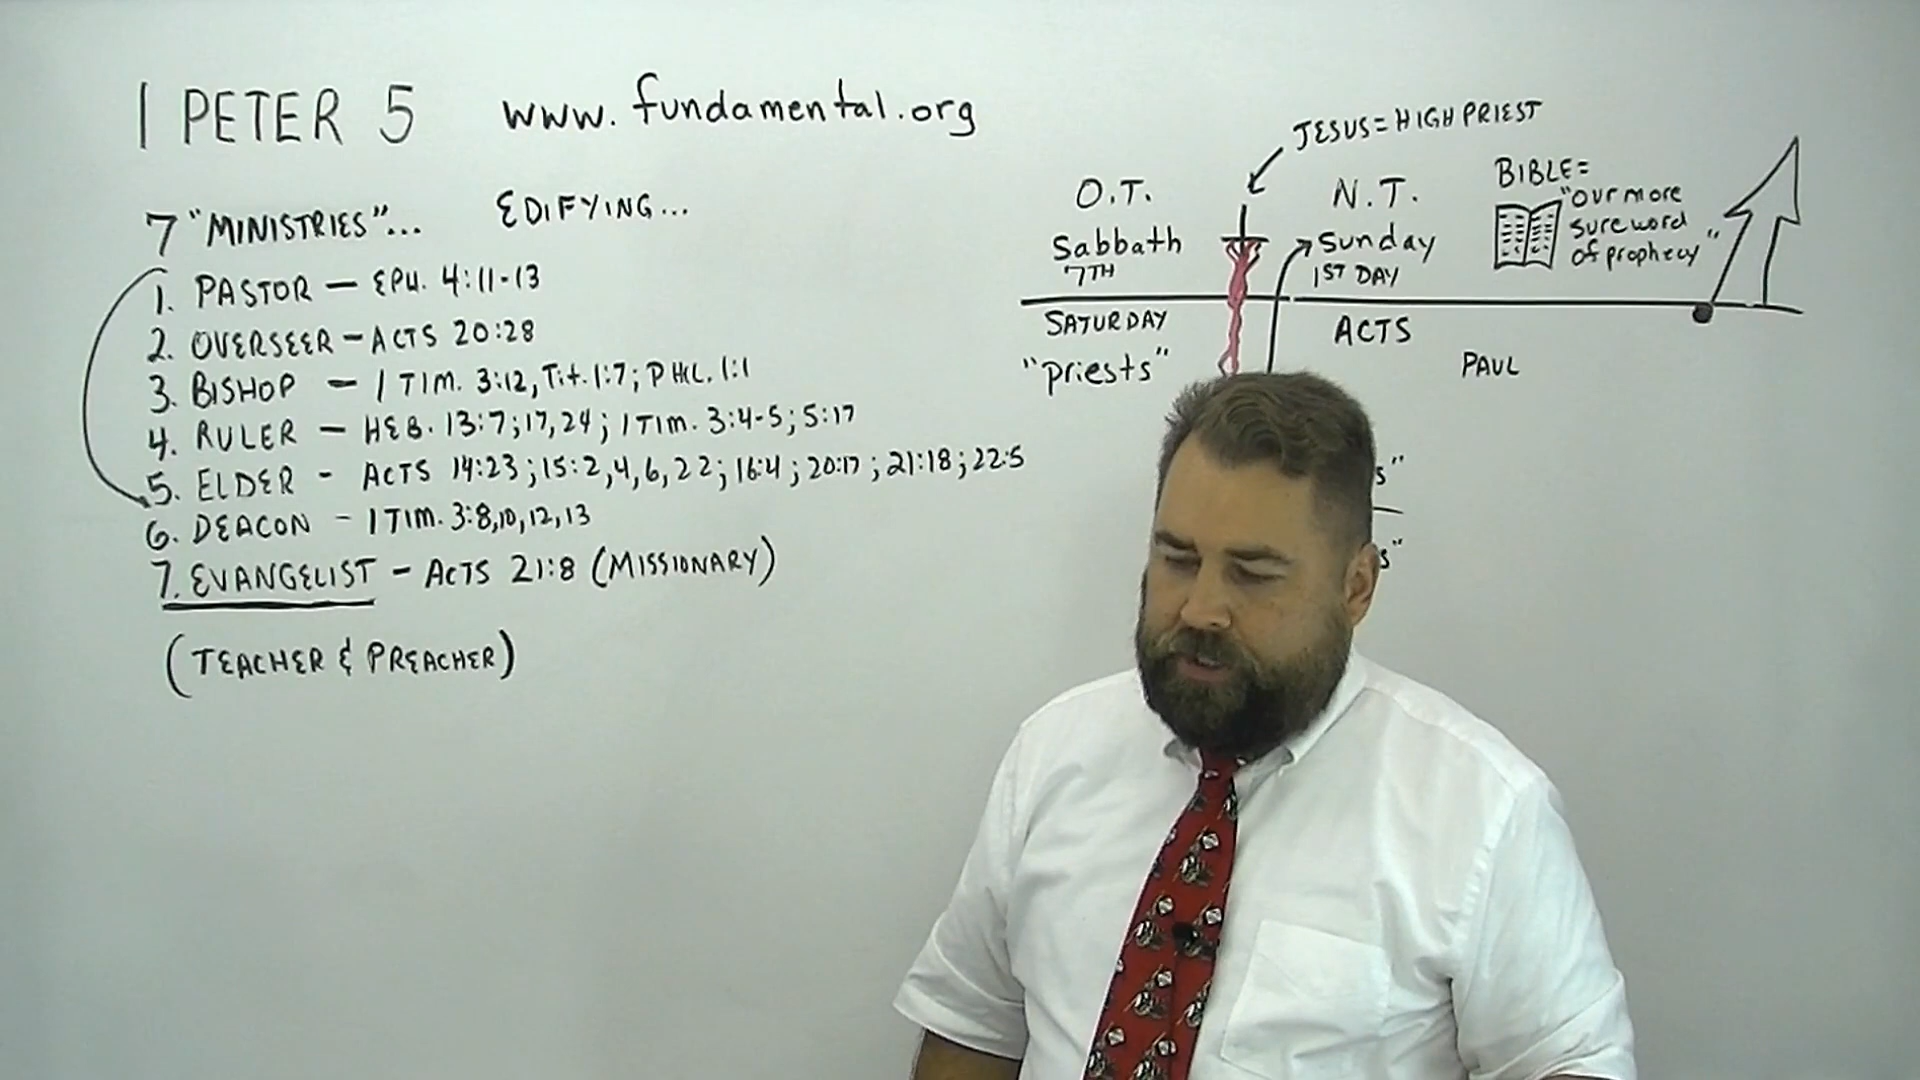 1 PETER 5 www.fundamental.org
7 "MINISTRIES"... EDIFYING...
1. PASTOR — EPH. 4:11-13
2. OVERSEER — ACTS 20:28
3. BISHOP — 1 TIM. 3:12, Tit. 1:7; PHIL. 1:1
4. RULER — HEB. 13:7;17,24; 1 TIM. 3:4-5; 5:17
5. ELDER - ACTS 14:23; 15:2,4,6,22; 16:4; 20:17; 21:18; 22:5
6. DEACON - 1 TIM. 3:8,10,12,13
7. EVANGELIST - ACTS 21:8 (MISSIONARY)
(TEACHER & PREACHER)
JESUS = HIGH PRIEST
O.T.
Sabbath
7TH
SATURDAY
"priests"
N.T.
Sunday
1ST DAY
ACTS
PAUL
BIBLE =
"our more
sure word
of prophecy"